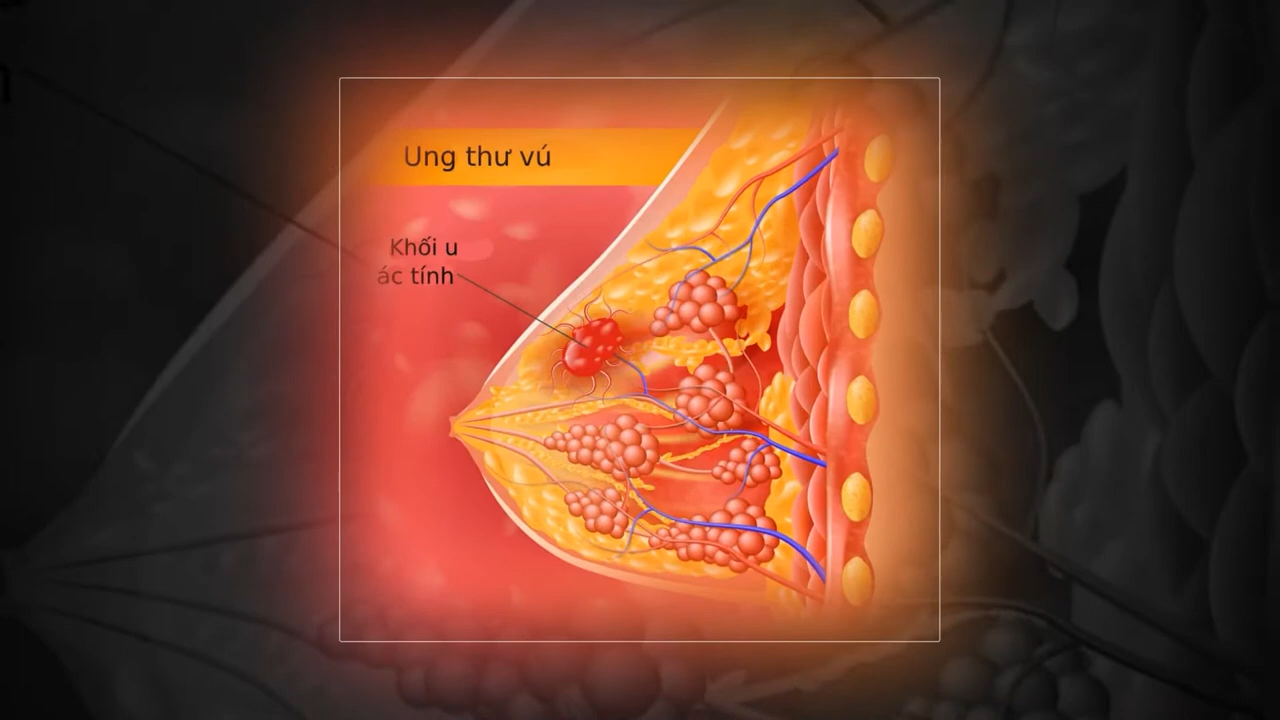 Ung thư vú
Khối u
ác tính